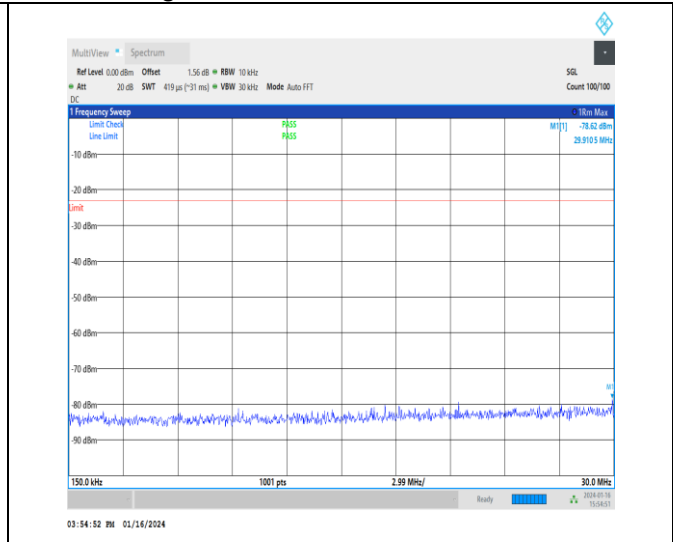 MultiView Spectrum
Ref Level 0.00 dBm Offset 1.56 dB RBW 10 kHz SGL
Att 20 dB SWT 419 µs (~31 ms) VBW 30 kHz Mode Auto FFT Count 100/100
DC
1 Frequency Sweep 1Rm Max
Limit Check PASS M1[1] -78.62 dBm
Line Limit PASS 29.9105 MHz
-10 dBm
-20 dBm
Limit
-30 dBm
-40 dBm
-50 dBm
-60 dBm
-70 dBm
M1
-80 dBm
-90 dBm
150.0 kHz 1001 pts 2.99 MHz/ 30.0 MHz
Ready 2024-01-16
15:54:51
03:54:52 PM 01/16/2024